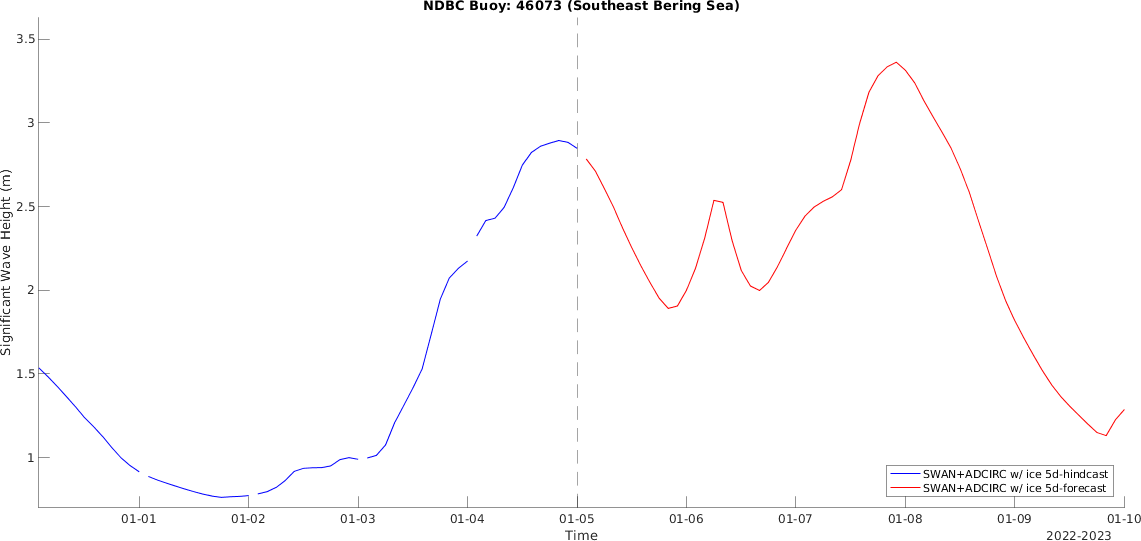 NDBC Buoy: 46073 (Southeast Bering Sea)
3.5
3
2.5
2
1.5
1
Significant Wave Height (m)
01-01 01-02 01-03 01-04 01-05 01-06 01-07 01-08 01-09 01-10
Time
2022-2023
SWAN+ADCIRC w/ ice 5d-hindcast
SWAN+ADCIRC w/ ice 5d-forecast